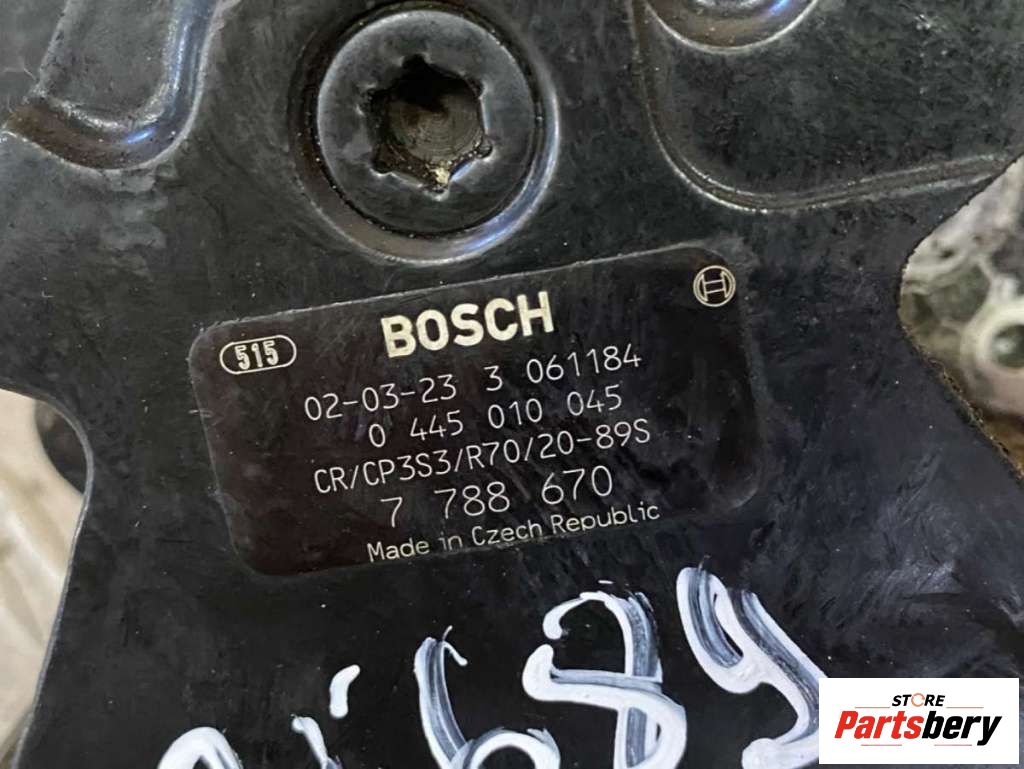 BOSCH
515
02-03-23 3 061184
0 445 010 045
CR/CP3S3/R70/20-89S
7 788 670
Made in Czech Republic
STORE
Partsbery